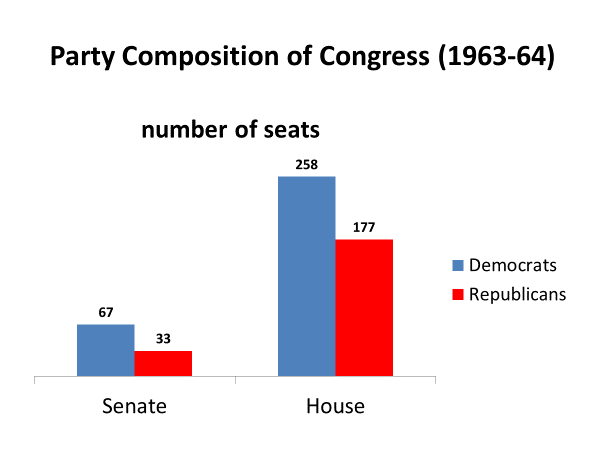 Party Composition of Congress (1963-64)
number of seats
258
177
67
33
Democrats
Republicans
Senate
House